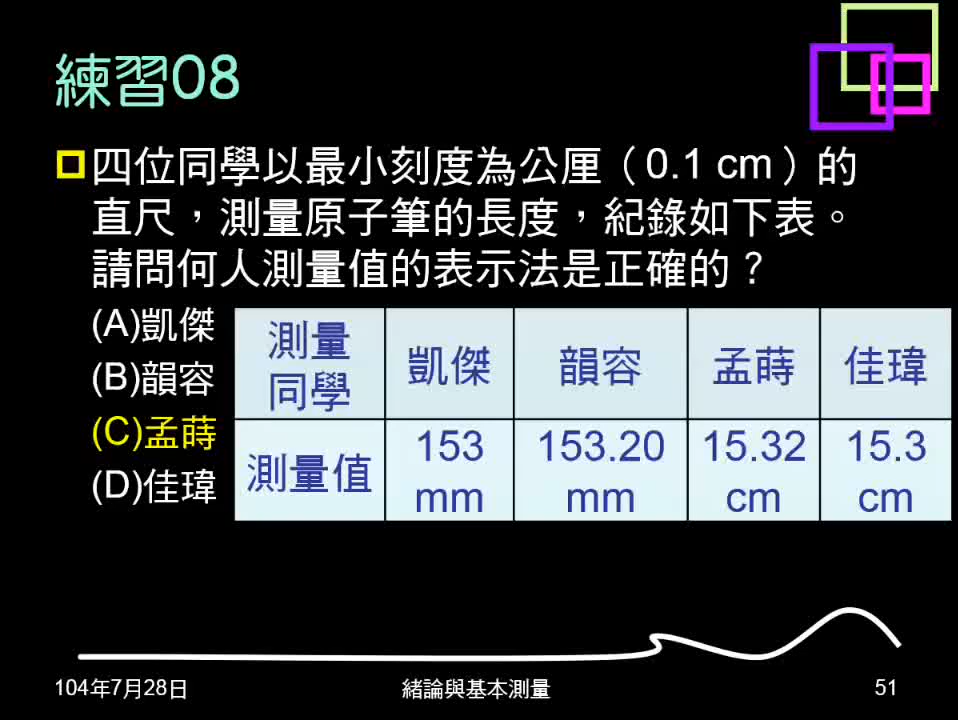 練習08
四位同學以最小刻度為公厘（0.1 cm）的
直尺，測量原子筆的長度，紀錄如下表。
請問何人測量值的表示法是正確的？
(A)凱傑
(B)韻容
(C)孟蒔
(D)佳瑋
測量
同學
凱傑
韻容
孟蒔
佳瑋
測量值
153
mm
153.20
mm
15.32
cm
15.3
cm
104年7月28日
緒論與基本測量
51